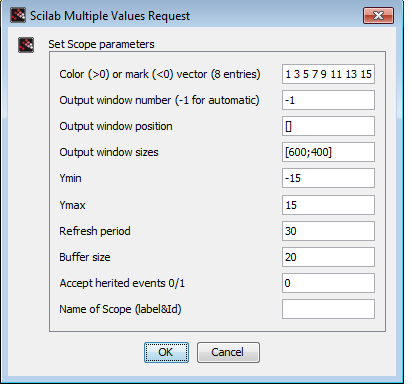 Scilab Multiple Values Request
Set Scope parameters
Color (>0) or mark (<0) vector (8 entries) 1 3 5 7 9 11 13 15
Output window number (-1 for automatic) -1
Output window position []
Output window sizes [600;400]
Ymin -15
Ymax 15
Refresh period 30
Buffer size 20
Accept herited events 0/1 0
Name of Scope (label&Id)
OK Cancel